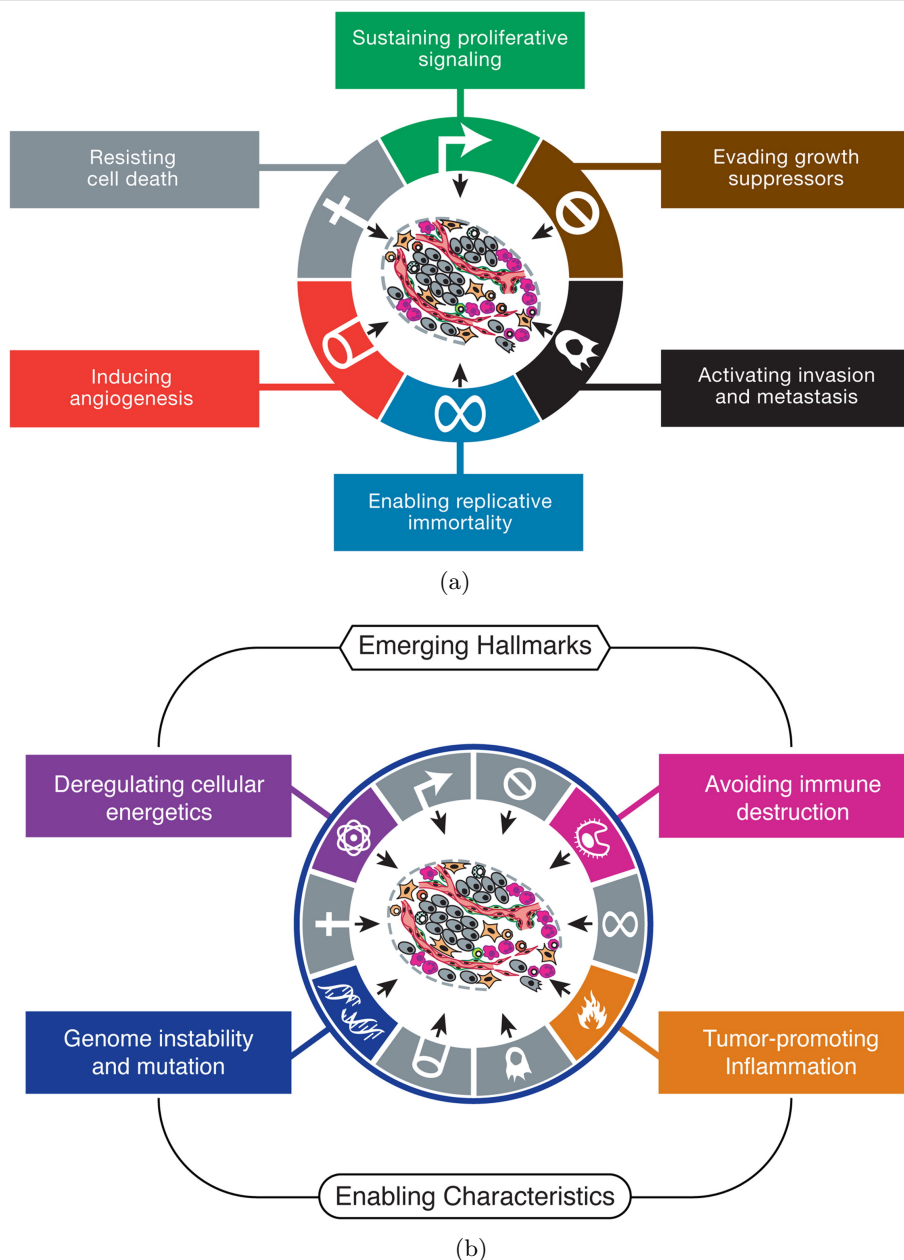 Sustaining proliferative
signaling
Resisting
cell death
Evading growth
suppressors
Inducing
angiogenesis
Activating invasion
and metastasis
Enabling replicative
immortality
(a)
Emerging Hallmarks
Deregulating cellular
energetics
Avoiding immune
destruction
Genome instability
and mutation
Tumor-promoting
Inflammation
Enabling Characteristics
(b)